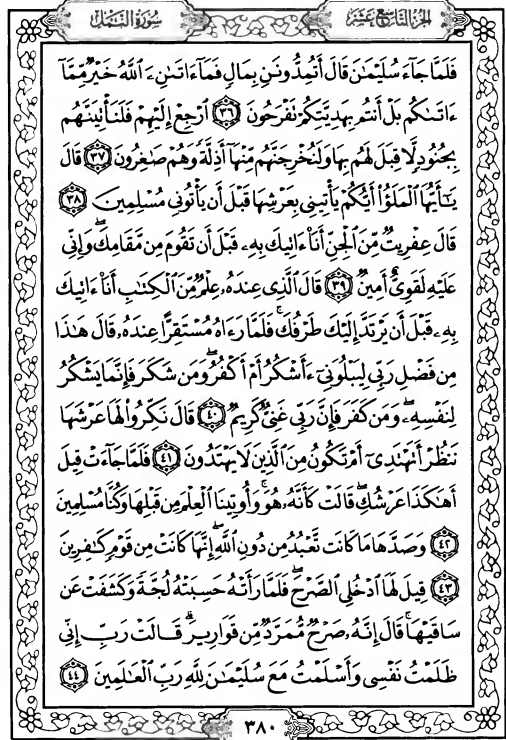 الجزء التاسع عشر
سورة النمل
فَلَمَّا جَآءَ سُلَيْمَٰنَ قَالَ أَتُمِدُّونَنِ بِمَالٍ فَمَآ ءَاتَىٰنِۦَ ٱللَّهُ خَيْرٌ مِّمَّآ
ءَاتَىٰكُم بَلْ أَنتُم بِهَدِيَّتِكُمْ تَفْرَحُونَ ٣٦ ٱرْجِعْ إِلَيْهِمْ فَلَنَأْتِيَنَّهُم
بِجُنُودٍ لَّا قِبَلَ لَهُم بِهَا وَلَنُخْرِجَنَّهُم مِّنْهَآ أَذِلَّةً وَهُمْ صَٰغِرُونَ ٣٧ قَالَ
يَٰٓأَيُّهَا ٱلْمَلَؤُا۟ أَيُّكُمْ يَأْتِينِى بِعَرْشِهَا قَبْلَ أَن يَأْتُونِى مُسْلِمِينَ ٣٨
قَالَ عِفْرِيتٌ مِّنَ ٱلْجِنِّ أَنَا۠ ءَاتِيكَ بِهِۦ قَبْلَ أَن تَقُومَ مِن مَّقَامِكَ ۖ وَإِنِّى
عَلَيْهِ لَقَوِىٌّ أَمِينٌ ٣٩ قَالَ ٱلَّذِى عِندَهُۥ عِلْمٌ مِّنَ ٱلْكِتَٰبِ أَنَا۠ ءَاتِيكَ
بِهِۦ قَبْلَ أَن يَرْتَدَّ إِلَيْكَ طَرْفُكَ ۚ فَلَمَّا رَءَاهُ مُسْتَقِرًّا عِندَهُۥ قَالَ هَٰذَا
مِن فَضْلِ رَبِّى لِيَبْلُوَنِىٓ ءَأَشْكُرُ أَمْ أَكْفُرُ ۖ وَمَن شَكَرَ فَإِنَّمَا يَشْكُرُ
لِنَفْسِهِۦ ۖ وَمَن كَفَرَ فَإِنَّ رَبِّى غَنِىٌّ كَرِيمٌ ٤٠ قَالَ نَكِّرُوا۟ لَهَا عَرْشَهَا
نَنظُرْ أَتَهْتَدِىٓ أَمْ تَكُونُ مِنَ ٱلَّذِينَ لَا يَهْتَدُونَ ٤١ فَلَمَّا جَآءَتْ قِيلَ
أَهَٰكَذَا عَرْشُكِ ۖ قَالَتْ كَأَنَّهُۥ هُوَ ۚ وَأُوتِينَا ٱلْعِلْمَ مِن قَبْلِهَا وَكُنَّا مُسْلِمِينَ
٤٢ وَصَدَّهَا مَا كَانَت تَّعْبُدُ مِن دُونِ ٱللَّهِ ۖ إِنَّهَا كَانَتْ مِن قَوْمٍ كَٰفِرِينَ
٤٣ قِيلَ لَهَا ٱدْخُلِى ٱلصَّرْحَ ۖ فَلَمَّا رَأَتْهُ حَسِبَتْهُ لُجَّةً وَكَشَفَتْ عَن
سَاقَيْهَا ۚ قَالَ إِنَّهُۥ صَرْحٌ مُّمَرَّدٌ مِّن قَوَارِيرَ ۗ قَالَتْ رَبِّ إِنِّى
ظَلَمْتُ نَفْسِى وَأَسْلَمْتُ مَعَ سُلَيْمَٰنَ لِلَّهِ رَبِّ ٱلْعَٰلَمِينَ ٤٤
٣٨٠